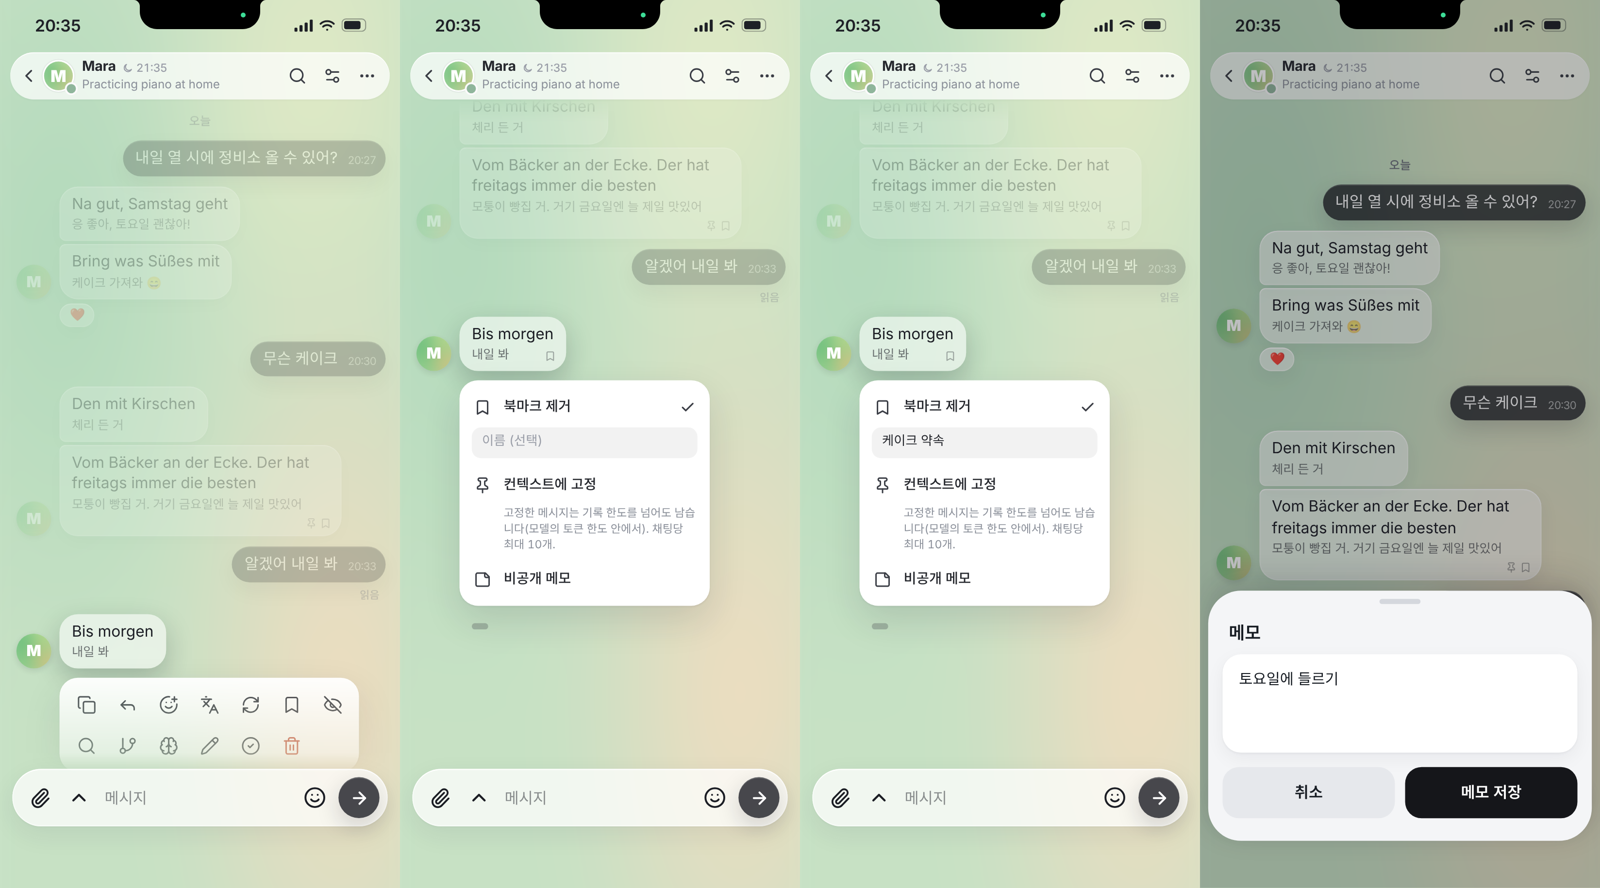 20:35
Mara 21:35
Practicing piano at home
오늘
내일 열 시에 정비소 올 수 있어? 20:27
Na gut, Samstag geht
응 좋아, 토요일 괜찮아!
Bring was Süßes mit
케이크 가져와 😄
❤️
무슨 케이크 20:30
Den mit Kirschen
체리 든 거
Vom Bäcker an der Ecke. Der hat
freitags immer die besten
모퉁이 빵집 거. 거기 금요일엔 늘 제일 맛있어
알겠어 내일 봐 20:33
읽음
M
Bis morgen
내일 봐
메시지
20:35
Mara 21:35
Practicing piano at home
Den mit Kirschen
체리 든 거
Vom Bäcker an der Ecke. Der hat
freitags immer die besten
모퉁이 빵집 거. 거기 금요일엔 늘 제일 맛있어
알겠어 내일 봐 20:33
읽음
M
Bis morgen
내일 봐
북마크 제거
이름 (선택)
컨텍스트에 고정
고정한 메시지는 기록 한도를 넘어도 남습
니다(모델의 토큰 한도 안에서). 채팅당
최대 10개.
비공개 메모
메시지
20:35
Mara 21:35
Practicing piano at home
Den mit Kirschen
체리 든 거
Vom Bäcker an der Ecke. Der hat
freitags immer die besten
모퉁이 빵집 거. 거기 금요일엔 늘 제일 맛있어
알겠어 내일 봐 20:33
읽음
M
Bis morgen
내일 봐
북마크 제거
케이크 약속
컨텍스트에 고정
고정한 메시지는 기록 한도를 넘어도 남습
니다(모델의 토큰 한도 안에서). 채팅당
최대 10개.
비공개 메모
메시지
20:35
Mara 21:35
Practicing piano at home
오늘
내일 열 시에 정비소 올 수 있어? 20:27
Na gut, Samstag geht
응 좋아, 토요일 괜찮아!
Bring was Süßes mit
케이크 가져와 😄
M
❤️
무슨 케이크 20:30
Den mit Kirschen
체리 든 거
Vom Bäcker an der Ecke. Der hat
freitags immer die besten
모퉁이 빵집 거. 거기 금요일엔 늘 제일 맛있어
M
메모
토요일에 들르기
취소
메모 저장